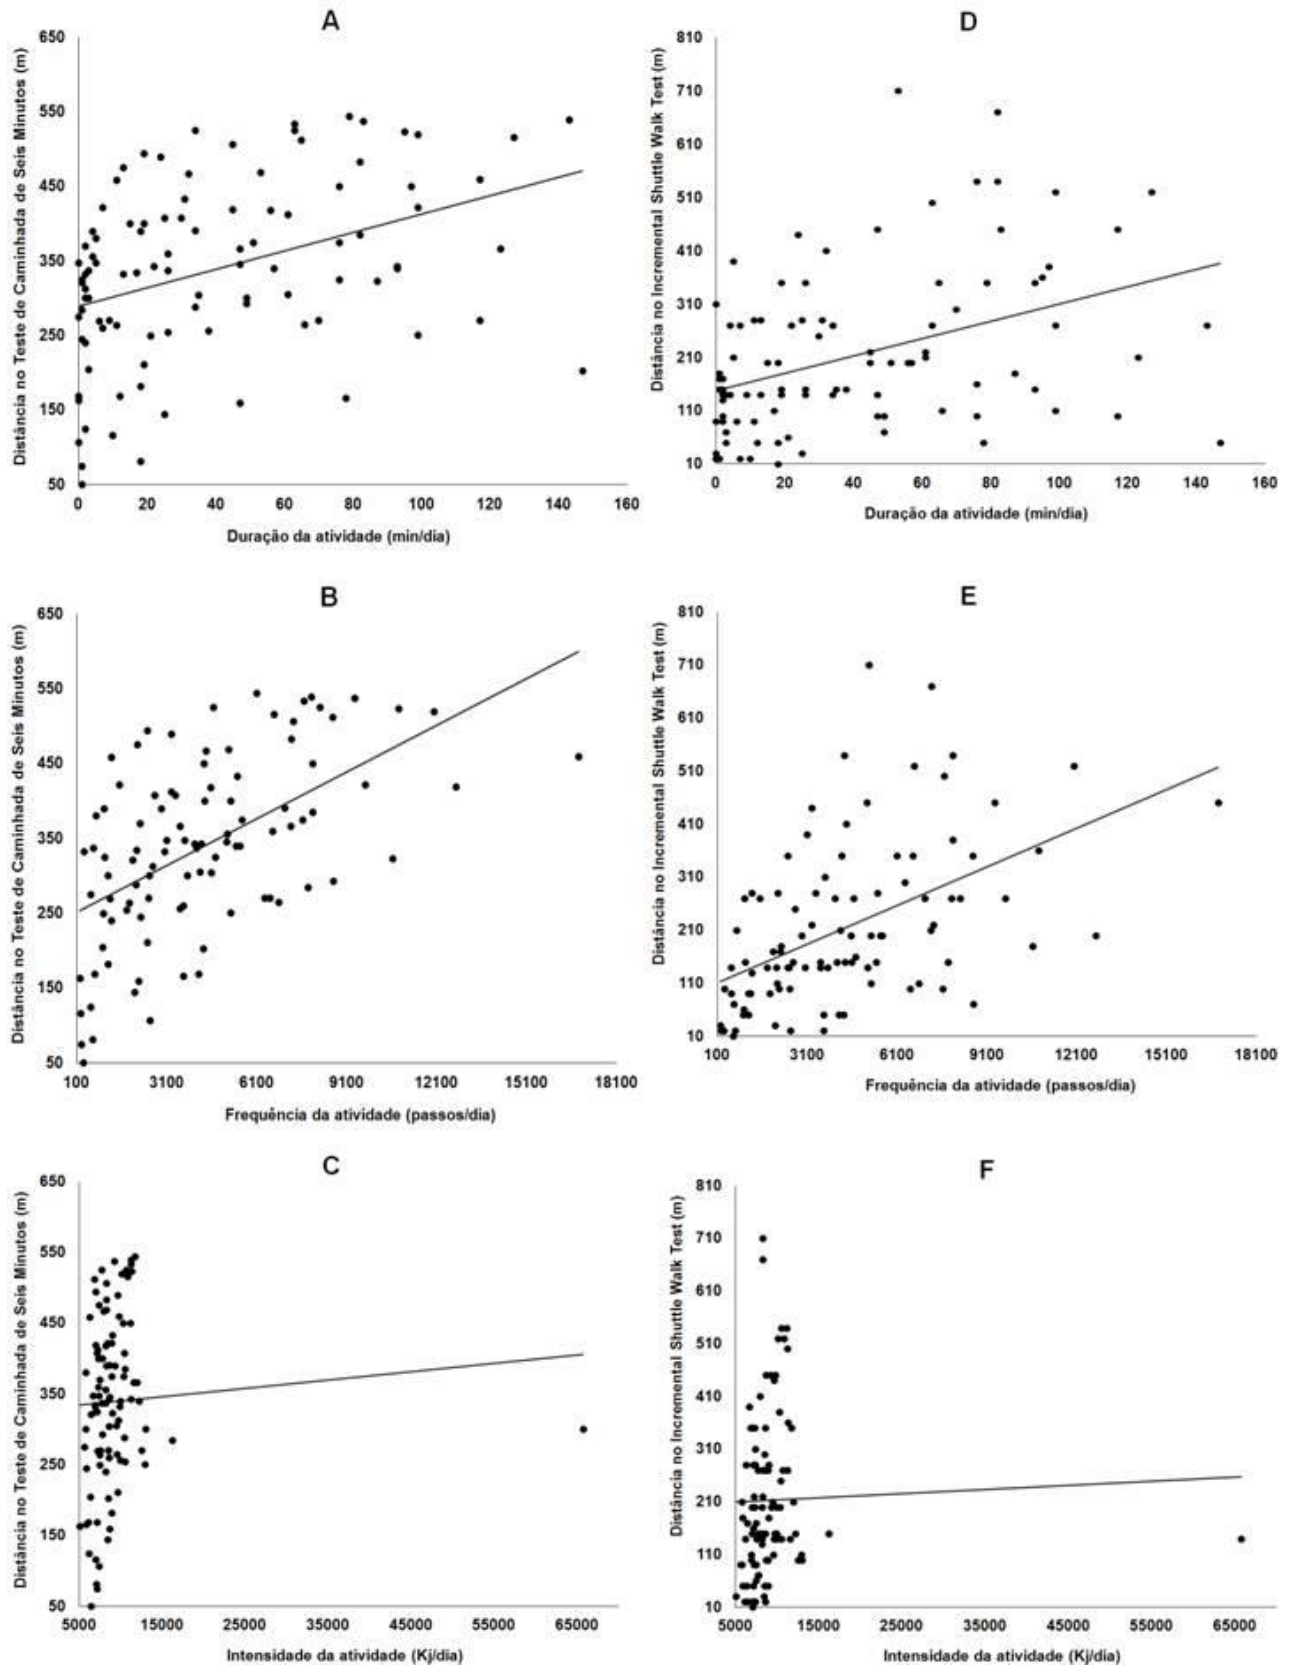 A
Distância no Teste de Caminhada de Seis Minutos (m)
650
550
450
350
250
150
50
0 20 40 60 80 100 120 140 160
Duração da atividade (min/dia)
D
Distância no Incremental Shuttle Walk Test (m)
810
710
610
510
410
310
210
110
10
0 20 40 60 80 100 120 140 160
Duração da atividade (min/dia)
B
Distância no Teste de Caminhada de Seis Minutos (m)
650
550
450
350
250
150
50
100 3100 6100 9100 12100 15100 18100
Frequência da atividade (passos/dia)
E
Distância no Incremental Shuttle Walk Test (m)
810
710
610
510
410
310
210
110
10
100 3100 6100 9100 12100 15100 18100
Frequência da atividade (passos/dia)
C
Distância no Teste de Caminhada de Seis Minutos (m)
650
550
450
350
250
150
50
5000 15000 25000 35000 45000 55000 65000
Intensidade da atividade (Kj/dia)
F
Distância no Incremental Shuttle Walk Test (m)
810
710
610
510
410
310
210
110
10
5000 15000 25000 35000 45000 55000 65000
Intensidade da atividade (Kj/dia)